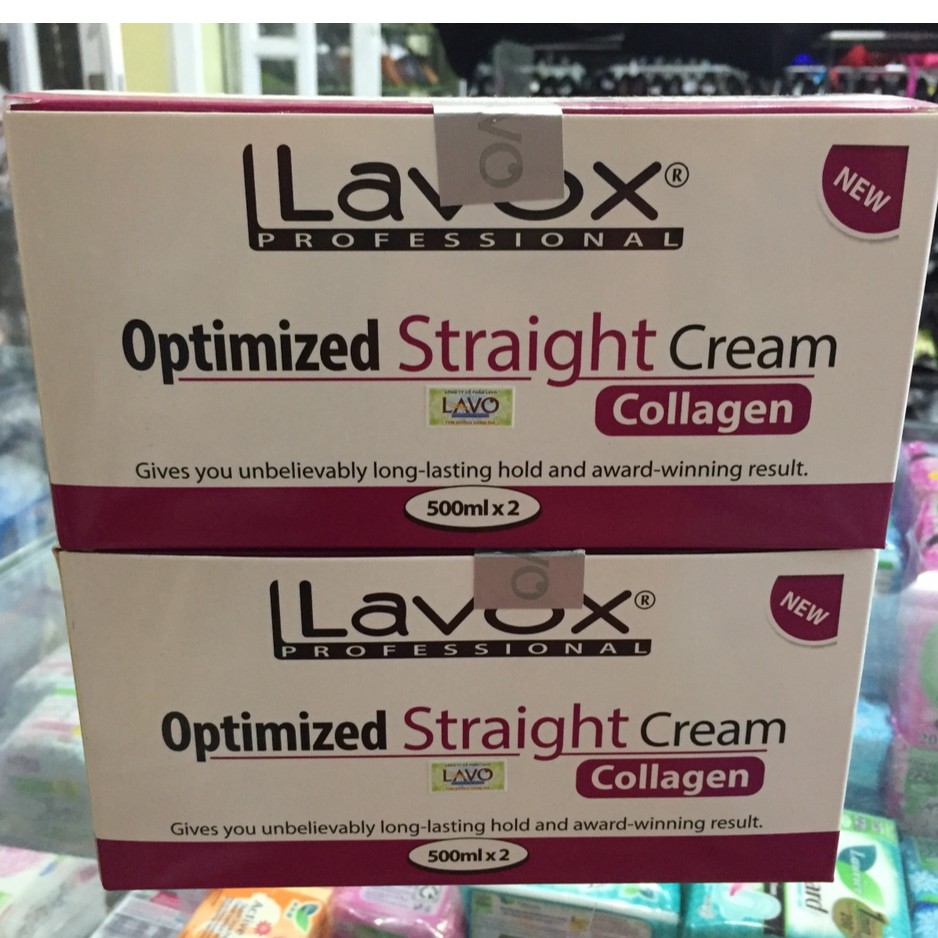 VO
Lavox®
PROFESSIONAL
NEW
Optimized Straight Cream
LAVO
Collagen
Gives you unbelievably long-lasting hold and award-winning result.
500ml x 2
VO
Lavox®
PROFESSIONAL
NEW
Optimized Straight Cream
LAVO
Collagen
Gives you unbelievably long-lasting hold and award-winning result.
500ml x 2